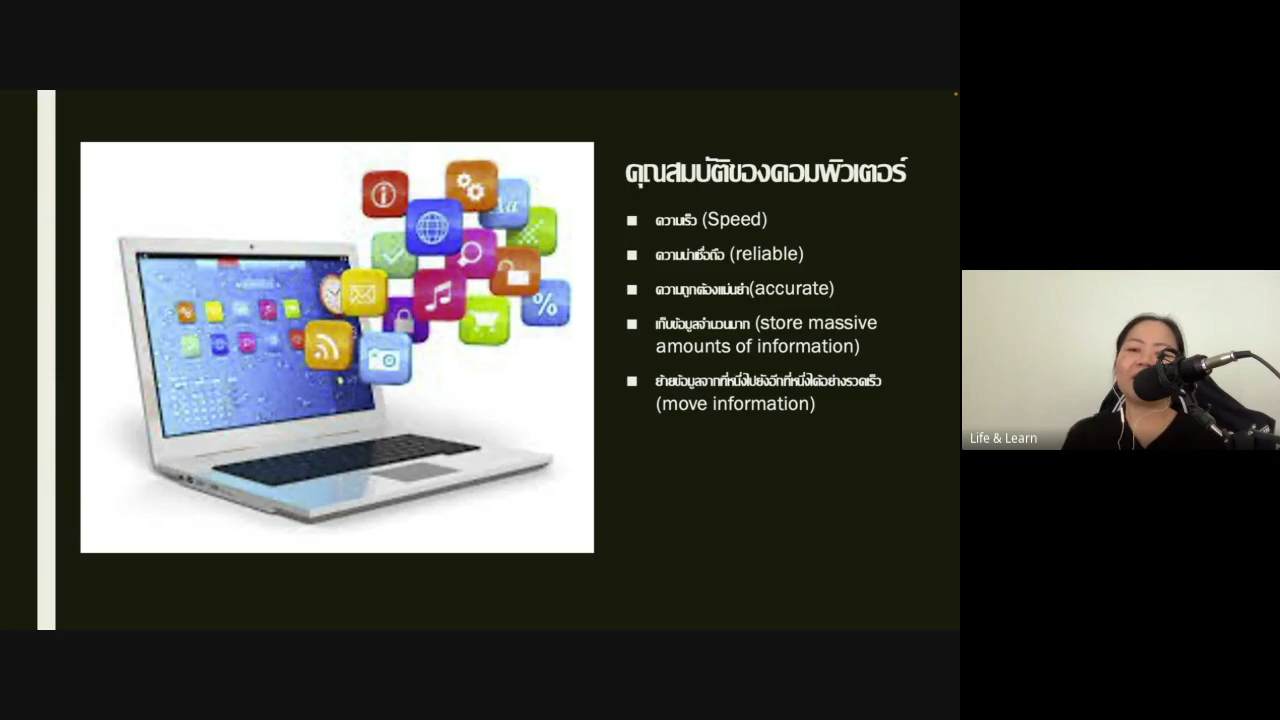 คุณสมบัติของคอมพิวเตอร์
■ ความเร็ว (Speed)
■ ความน่าเชื่อถือ (reliable)
■ ความถูกต้องแม่นยำ(accurate)
■ เก็บข้อมูลจำนวนมาก (store massive
amounts of information)
■ ย้ายข้อมูลจากที่หนึ่งไปยังอีกที่หนึ่งได้อย่างรวดเร็ว
(move information)
Life & Learn